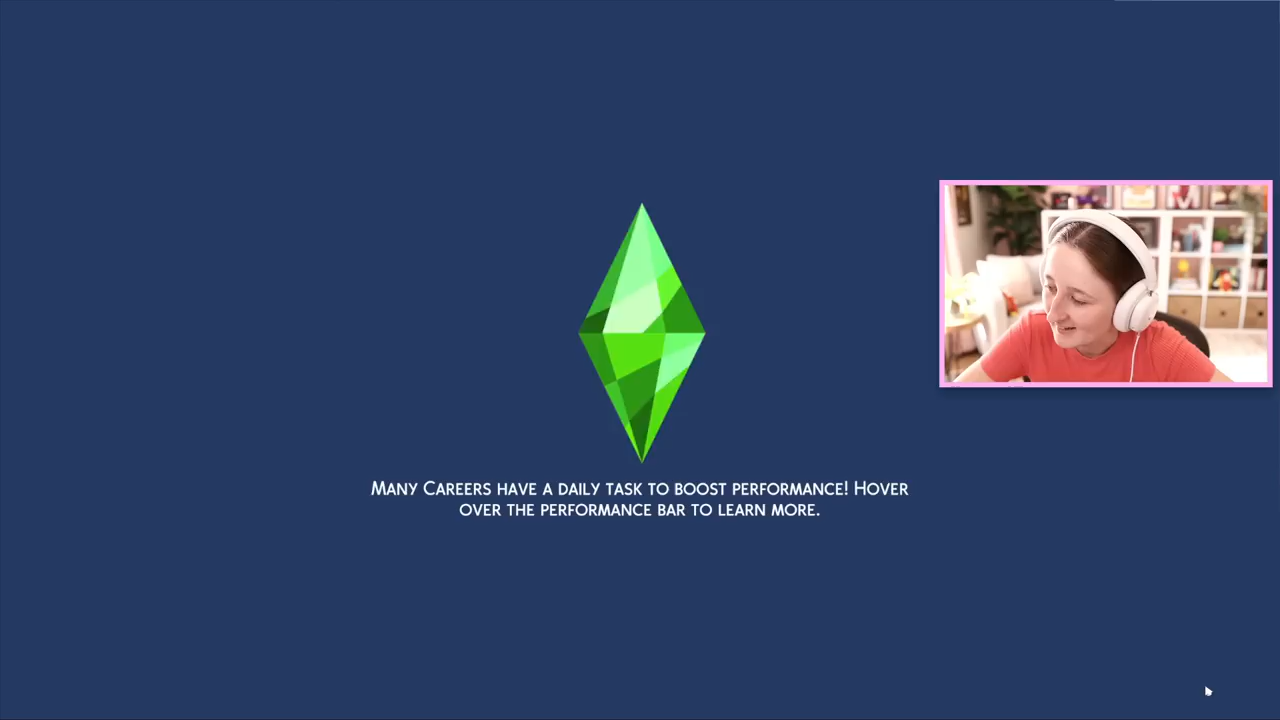 Many Careers have a daily task to boost performance! Hover
over the performance bar to learn more.